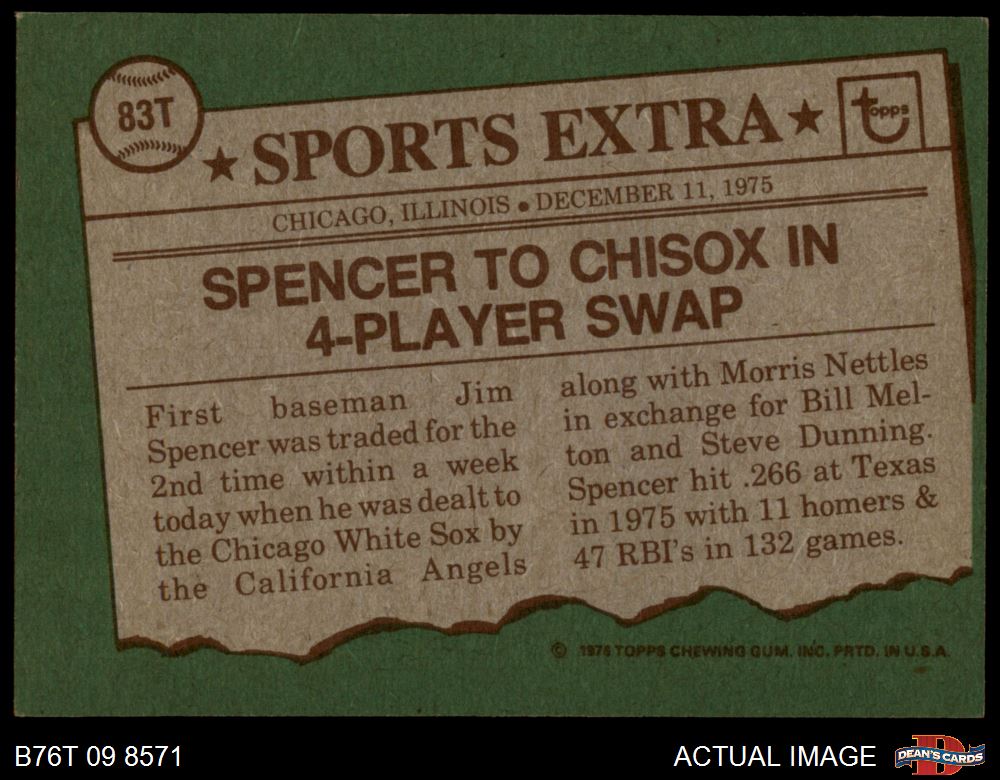 83T
★ SPORTS EXTRA ★
topps
CHICAGO, ILLINOIS • DECEMBER 11, 1975
SPENCER TO CHISOX IN
4-PLAYER SWAP
First baseman Jim
Spencer was traded for the
2nd time within a week
today when he was dealt to
the Chicago White Sox by
the California Angels
along with Morris Nettles
in exchange for Bill Mel-
ton and Steve Dunning.
Spencer hit .266 at Texas
in 1975 with 11 homers &
47 RBI's in 132 games.
© 1976 TOPPS CHEWING GUM, INC. PRTD. IN U.S.A.
B76T 09 8571
ACTUAL IMAGE
DEAN'S CARDS